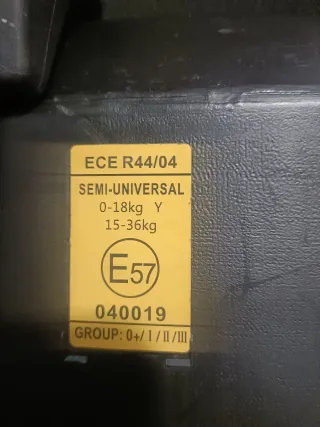 ECE R44/04
SEMI-UNIVERSAL
0-18kg Y
15-36kg
E57
040019
GROUP: 0+/Ⅰ/Ⅱ/Ⅲ